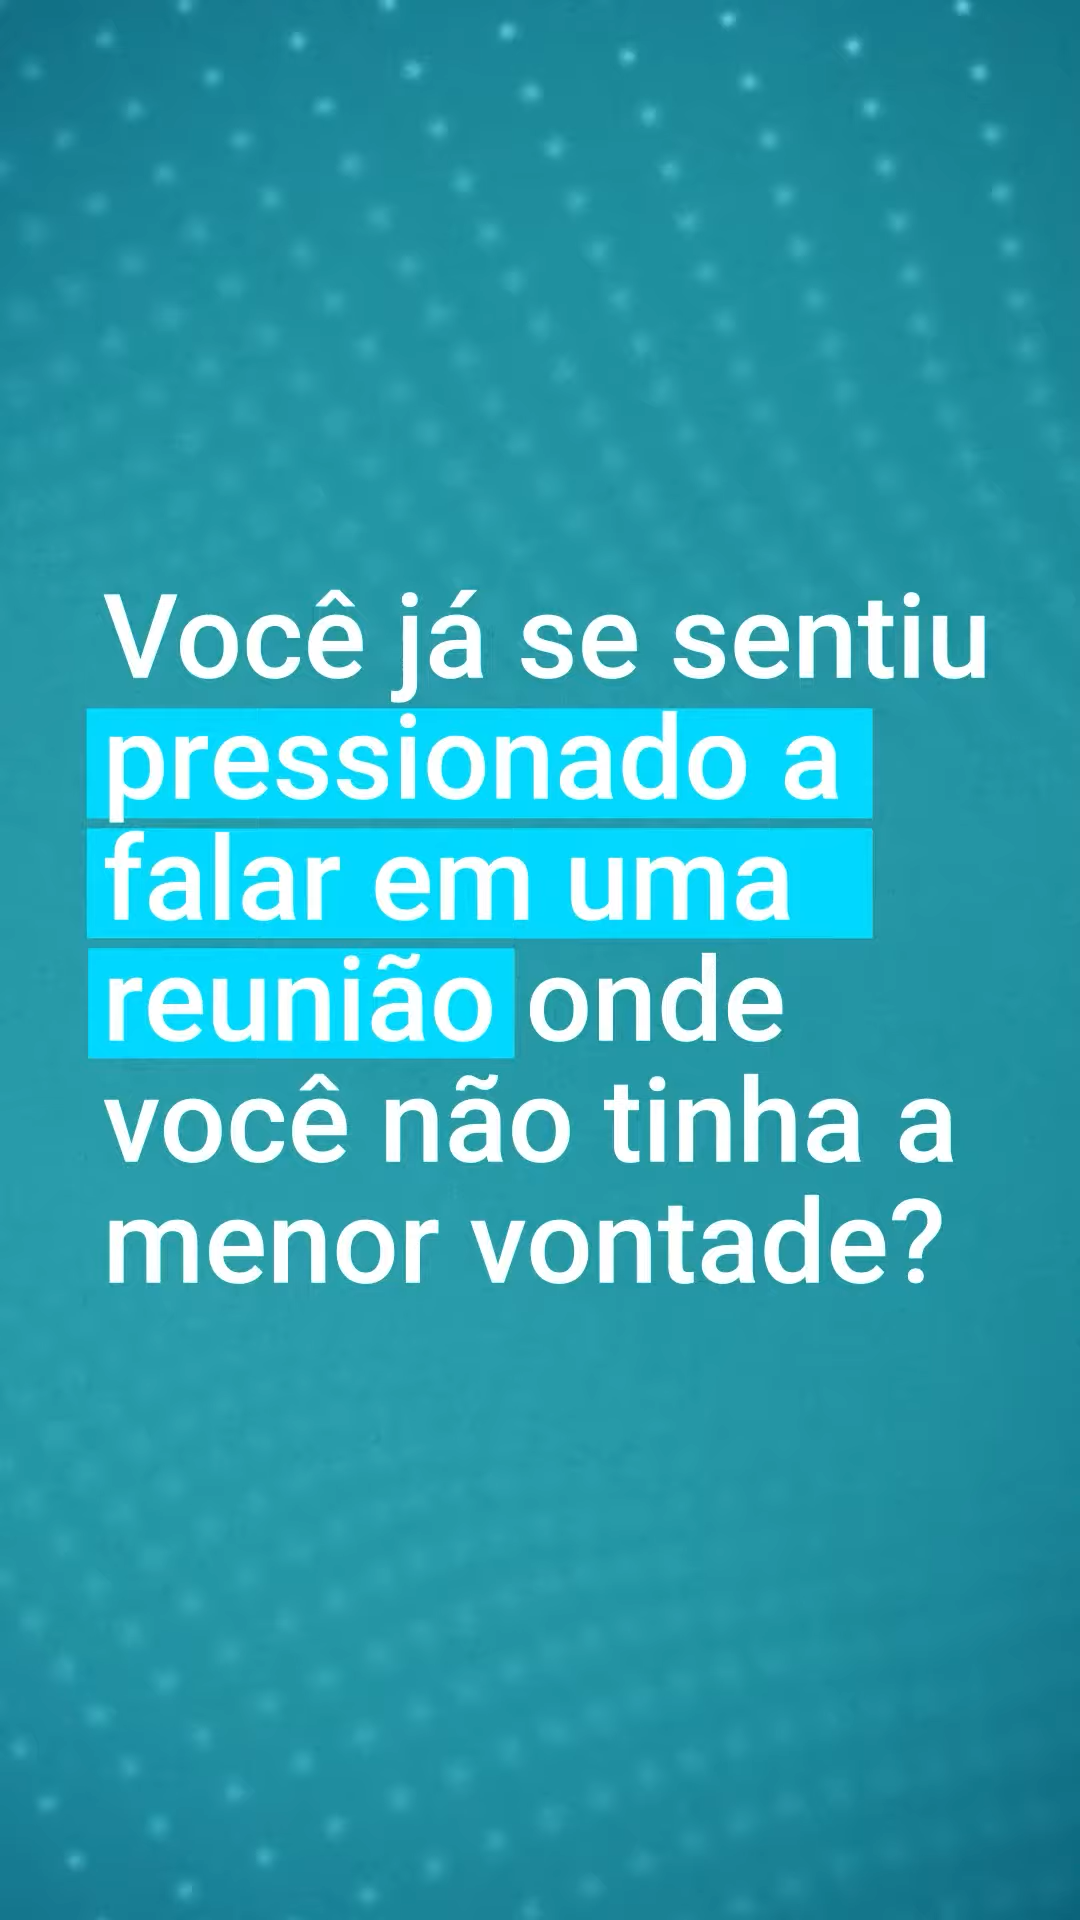 Você já se sentiu
pressionado a
falar em uma
reunião onde
você não tinha a
menor vontade?